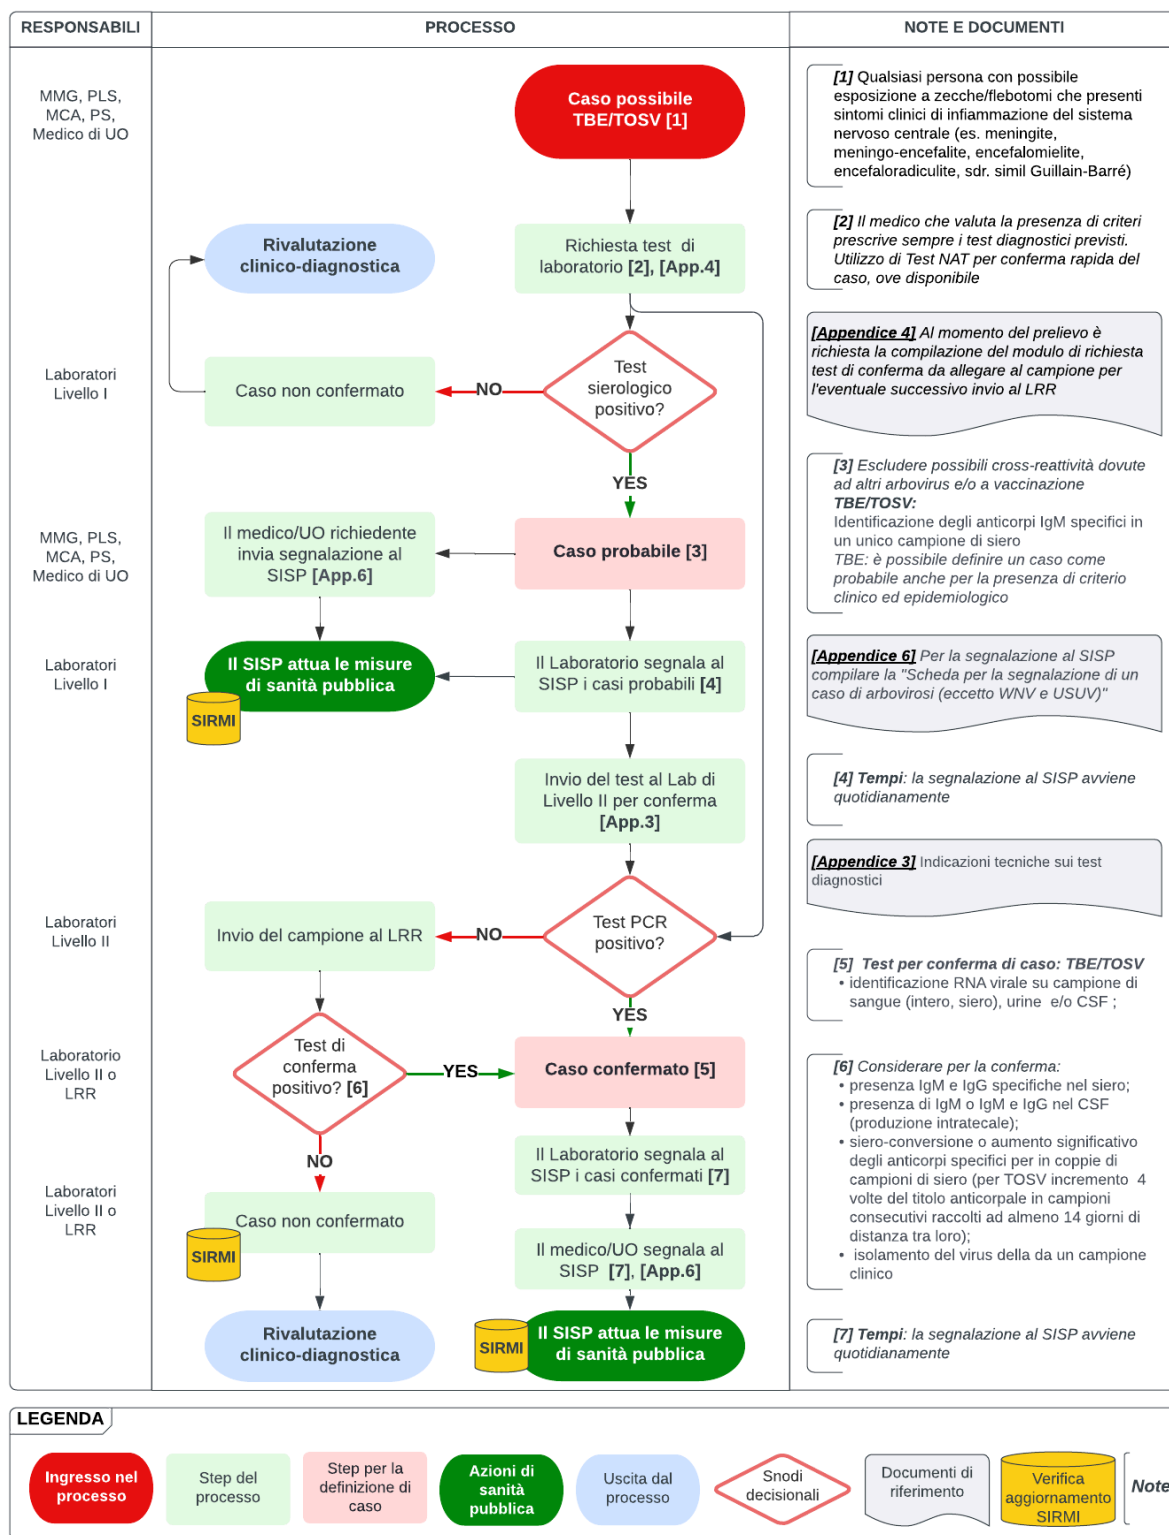 RESPONSABILI
PROCESSO
NOTE E DOCUMENTI
MMG, PLS,
MCA, PS,
Medico di UO
Caso possibile
TBE/TOSV [1]
[1] Qualsiasi persona con possibile
esposizione a zecche/flebotomi che presenti
sintomi clinici di infiammazione del sistema
nervoso centrale (es. meningite,
meningo-encefalite, encefalomielite,
encefaloradiculite, sdr. simil Guillain-Barré)
Rivalutazione
clinico-diagnostica
Richiesta test di
laboratorio [2], [App.4]
[2] Il medico che valuta la presenza di criteri
prescrive sempre i test diagnostici previsti.
Utilizzo di Test NAT per conferma rapida del
caso, ove disponibile
Laboratori
Livello I
Caso non confermato
NO
Test
sierologico
positivo?
[Appendice 4] Al momento del prelievo è
richiesta la compilazione del modulo di richiesta
test di conferma da allegare al campione per
l'eventuale successivo invio al LRR
YES
MMG, PLS,
MCA, PS,
Medico di UO
Il medico/UO richiedente
invia segnalazione al
SISP [App.6]
Caso probabile [3]
[3] Escludere possibili cross-reattività dovute
ad altri arbovirus e/o a vaccinazione
TBE/TOSV:
Identificazione degli anticorpi IgM specifici in
un unico campione di siero
TBE: è possibile definire un caso come
probabile anche per la presenza di criterio
clinico ed epidemiologico
Laboratori
Livello I
Il SISP attua le misure
di sanità pubblica
SIRMI
Il Laboratorio segnala al
SISP i casi probabili [4]
[Appendice 6] Per la segnalazione al SISP
compilare la "Scheda per la segnalazione di un
caso di arbovirosi (eccetto WNV e USUV)"
Invio del test al Lab di
Livello II per conferma
[App.3]
[4] Tempi: la segnalazione al SISP avviene
quotidianamente
[Appendice 3] Indicazioni tecniche sui test
diagnostici
Laboratori
Livello II
Invio del campione al LRR
NO
Test PCR
positivo?
[5] Test per conferma di caso: TBE/TOSV
• identificazione RNA virale su campione di
sangue (intero, siero), urine e/o CSF ;
YES
Laboratorio
Livello II o
LRR
Test di
conferma
positivo? [6]
YES
Caso confermato [5]
[6] Considerare per la conferma:
• presenza IgM e IgG specifiche nel siero;
• presenza di IgM o IgM e IgG nel CSF
(produzione intratecale);
• siero-conversione o aumento significativo
degli anticorpi specifici per in coppie di
campioni di siero (per TOSV incremento 4
volte del titolo anticorpale in campioni
consecutivi raccolti ad almeno 14 giorni di
distanza tra loro);
• isolamento del virus della da un campione
clinico
NO
Il Laboratorio segnala al
SISP i casi confermati [7]
Laboratori
Livello II o
LRR
Caso non confermato
SIRMI
Il medico/UO segnala al
SISP [7], [App.6]
Rivalutazione
clinico-diagnostica
SIRMI
Il SISP attua le misure
di sanità pubblica
[7] Tempi: la segnalazione al SISP avviene
quotidianamente
LEGENDA
Ingresso nel
processo
Step del
processo
Step per la
definizione di
caso
Azioni di
sanità
pubblica
Uscita dal
processo
Snodi
decisionali
Documenti di
riferimento
Verifica
aggiornamento
SIRMI
Note